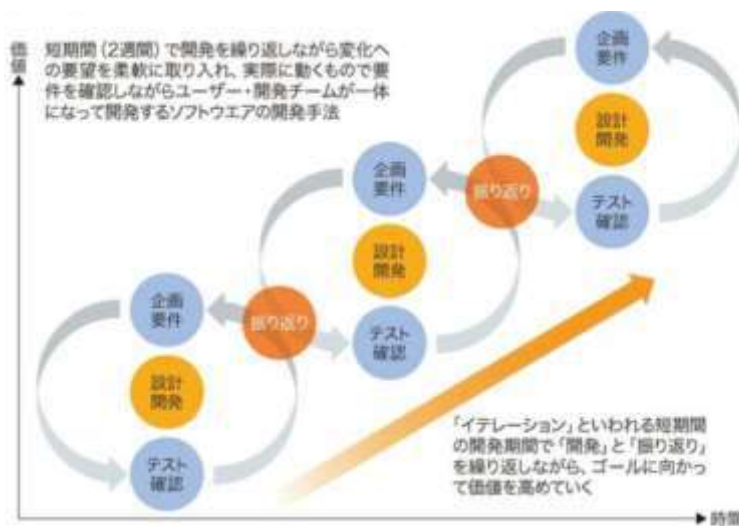 価値
短期間（2週間）で開発を繰り返しながら変化へ
の要望を柔軟に取り入れ、実際に動くもので要
件を確認しながらユーザー・開発チームが一体
になって開発するソフトウエアの開発手法
企画
要件
設計
開発
テスト
確認
振り返り
企画
要件
設計
開発
テスト
確認
振り返り
企画
要件
設計
開発
テスト
確認
「イテレーション」といわれる短期間
の開発期間で「開発」と「振り返り」
を繰り返しながら、ゴールに向かっ
て価値を高めていく
時間